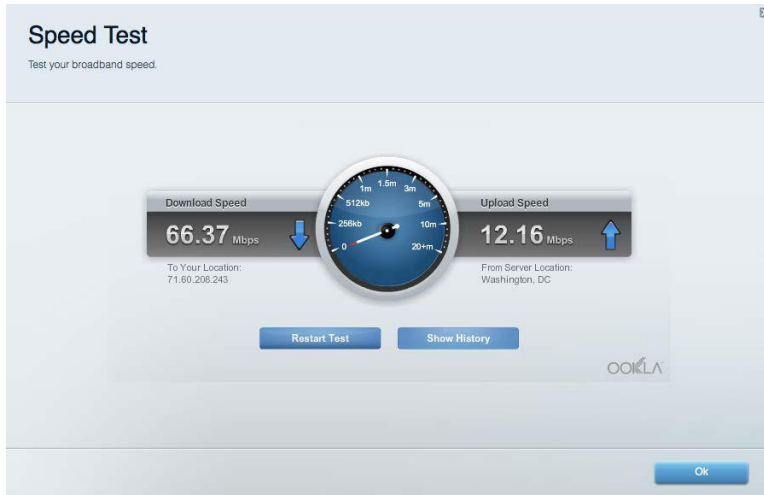 Speed Test
Test your broadband speed.
Download Speed
66.37 Mbps
To Your Location:
71.60.208.243
0
256kb
512kb
1m
1.5m
3m
5m
10m
20+m
Upload Speed
12.16 Mbps
From Server Location:
Washington, DC
Restart Test
Show History
OOKLA
Ok